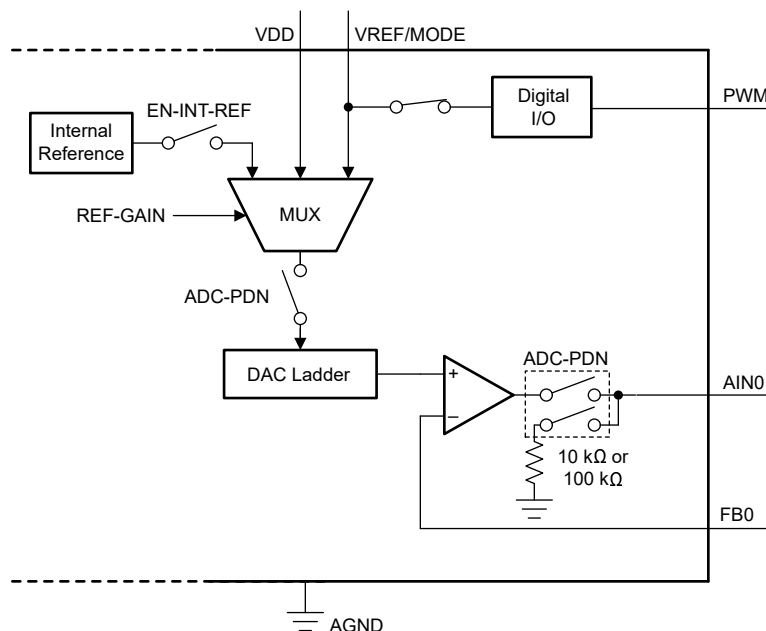 VDD
VREF/MODE
PWM
EN-INT-REF
Digital
I/O
Internal
Reference
REF-GAIN
MUX
ADC-PDN
DAC Ladder
ADC-PDN
+
−
AIN0
10 kΩ or
100 kΩ
FB0
AGND